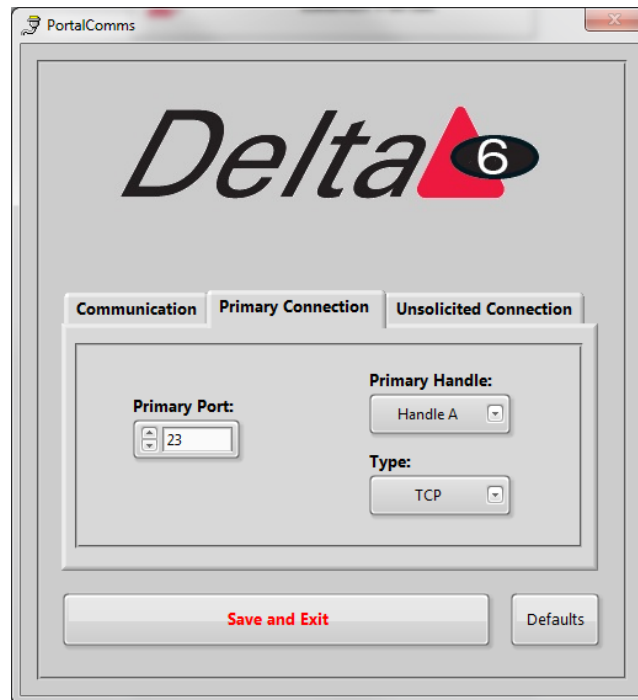 PortalComms
Delta 6
Communication
Primary Connection
Unsolicited Connection
Primary Port:
23
Primary Handle:
Handle A
Type:
TCP
Save and Exit
Defaults